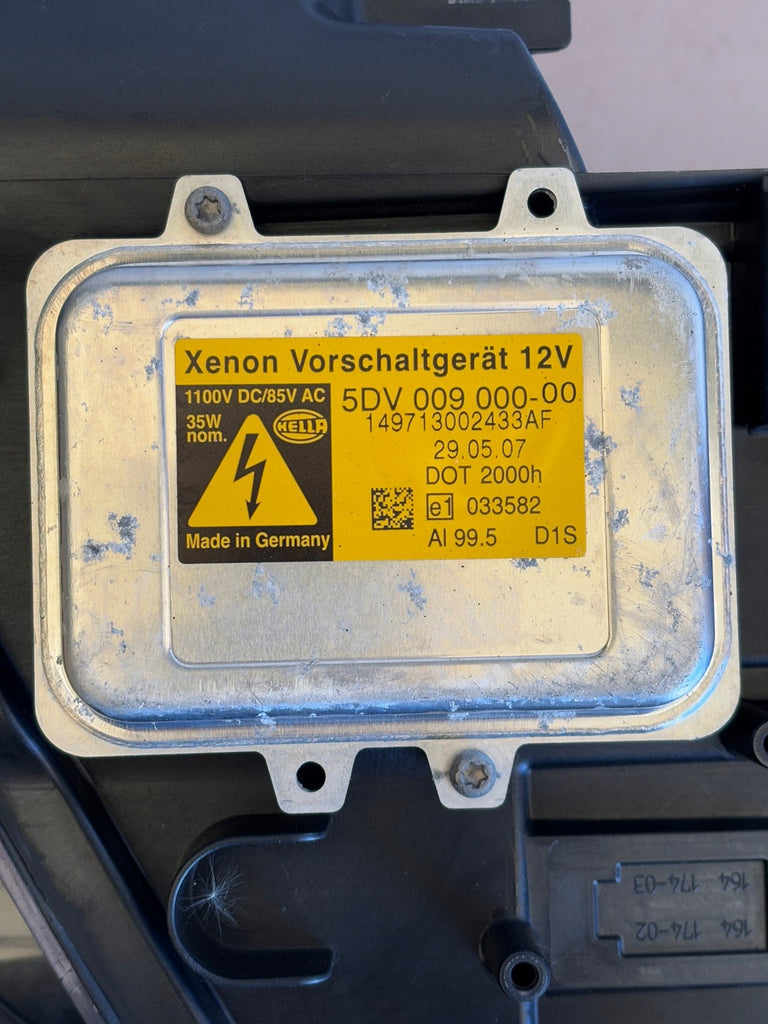 Xenon Vorschaltgerät 12V
1100V DC/85V AC
35W
nom.
HELLA
Made in Germany
5DV 009 000-00
149713002433AF
29.05.07
DOT 2000h
e1 033582
Al 99.5 D1S
164 174-02
164 174-03